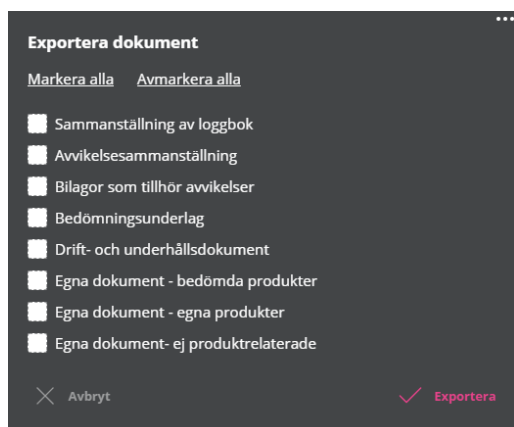 Exportera dokument
Markera alla Avmarkera alla
Sammanställning av loggbok
Avvikelsesammanställning
Bilagor som tillhör avvikelser
Bedömningsunderlag
Drift- och underhållsdokument
Egna dokument - bedömda produkter
Egna dokument - egna produkter
Egna dokument- ej produktrelaterade
Avbryt Exportera